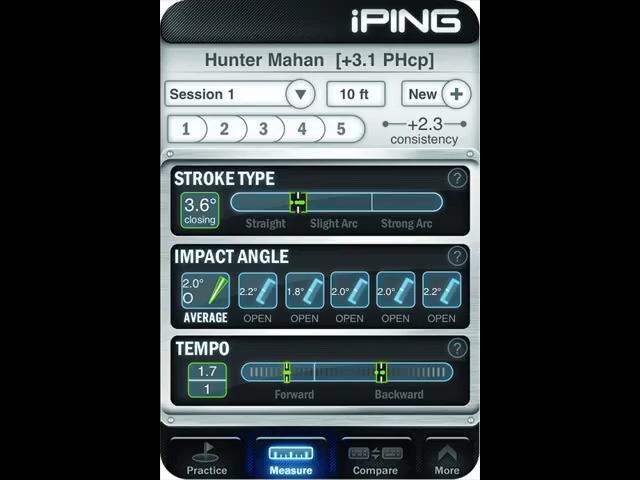 iPING
Hunter Mahan [+3.1 PHcp]
Session 1 10 ft New +
1 2 3 4 5 +2.3
consistency
STROKE TYPE ?
3.6°
closing
Straight Slight Arc Strong Arc
IMPACT ANGLE ?
2.0° O 2.2° 1.8° 2.0° 2.0° 2.2°
AVERAGE OPEN OPEN OPEN OPEN OPEN
TEMPO ?
1.7
1
Forward Backward
Practice Measure Compare More